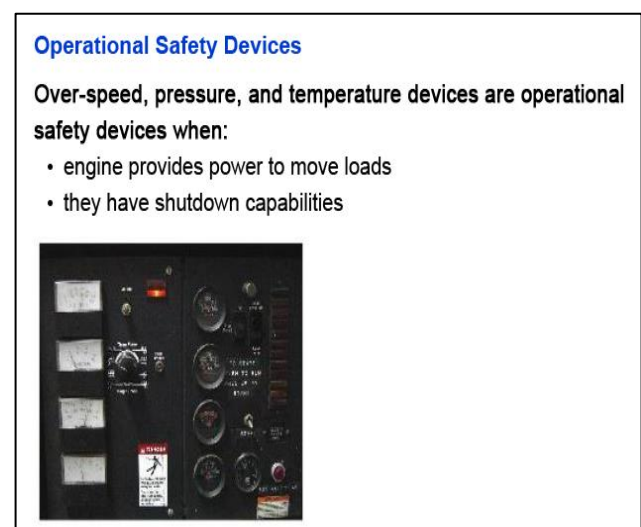 Operational Safety Devices
Over-speed, pressure, and temperature devices are operational
safety devices when:
• engine provides power to move loads
• they have shutdown capabilities